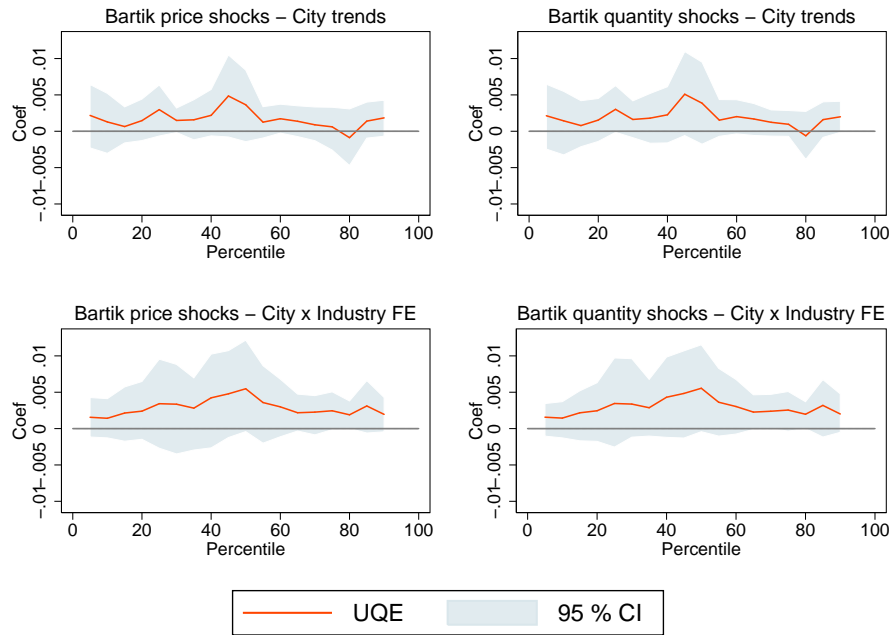 Bartik price shocks – City trends
Coef
.01
.005
0
−.005
−.01
0 20 40 60 80 100
Percentile
Bartik quantity shocks – City trends
Coef
.01
.005
0
−.005
−.01
0 20 40 60 80 100
Percentile
Bartik price shocks – City x Industry FE
Coef
.01
.005
0
−.005
−.01
0 20 40 60 80 100
Percentile
Bartik quantity shocks – City x Industry FE
Coef
.01
.005
0
−.005
−.01
0 20 40 60 80 100
Percentile
UQE 95 % CI